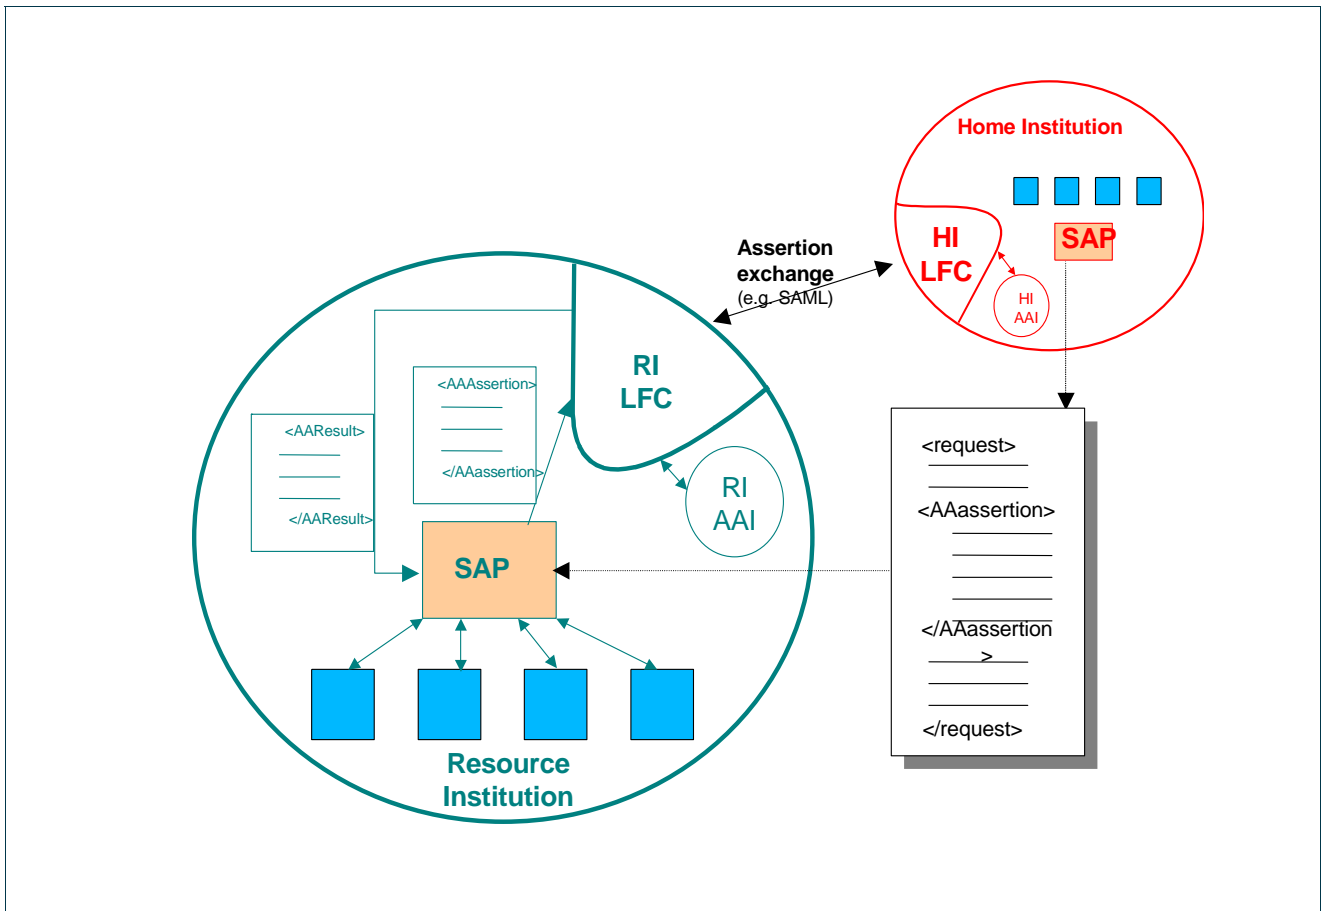 Home Institution
HI
LFC
SAP
HI
AAI
Assertion
exchange
(e.g. SAML)
RI
LFC
<AAAssertion>
</AAassertion>
<AAResult>
</AAResult>
RI
AAI
SAP
Resource
Institution
<request>
<AAassertion>
</AAassertion
>
</request>